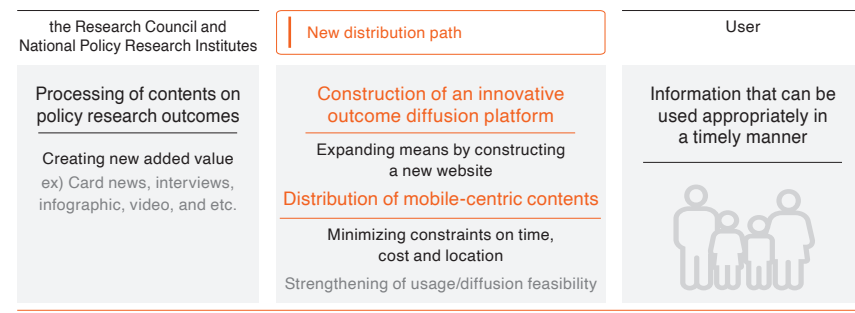 the Research Council and
National Policy Research Institutes
New distribution path
User
Processing of contents on
policy research outcomes
Creating new added value
ex) Card news, interviews,
infographic, video, and etc.
Construction of an innovative
outcome diffusion platform
Expanding means by constructing
a new website
Distribution of mobile-centric contents
Minimizing constraints on time,
cost and location
Strengthening of usage/diffusion feasibility
Information that can be
used appropriately in
a timely manner